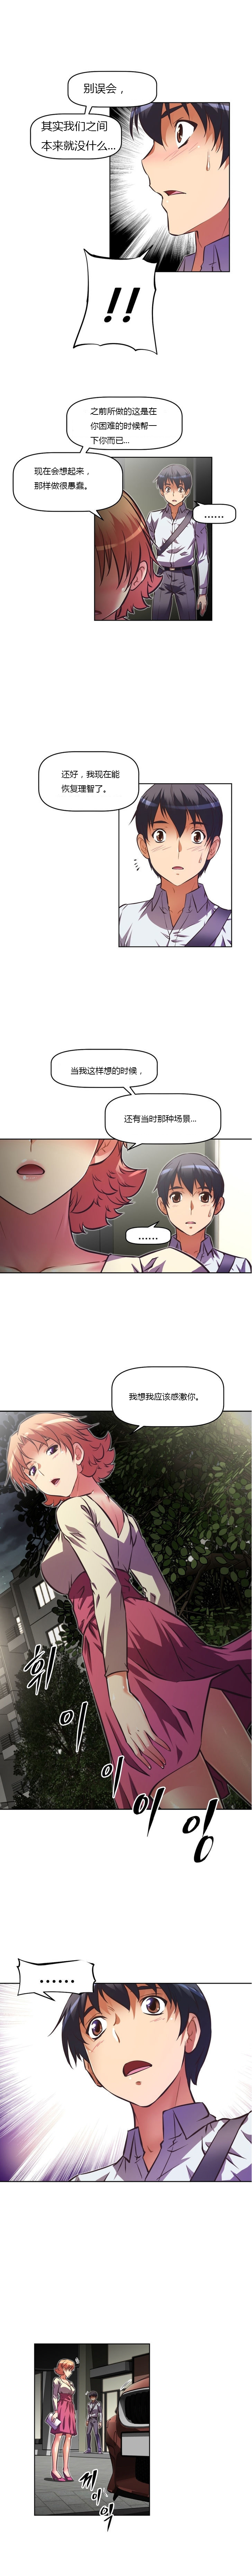 别误会，
其实我们之间
本来就没什么...
!!
之前所做的这是在
你困难的时候帮一
下你而已...
现在会想起来，
那样做很愚蠢。
......
还好，我现在能
恢复理智了。
当我这样想的时候，
还有当时那种场景...
......
我想我应该感激你。
휘
이
이
이
잉
......
끼
이
익